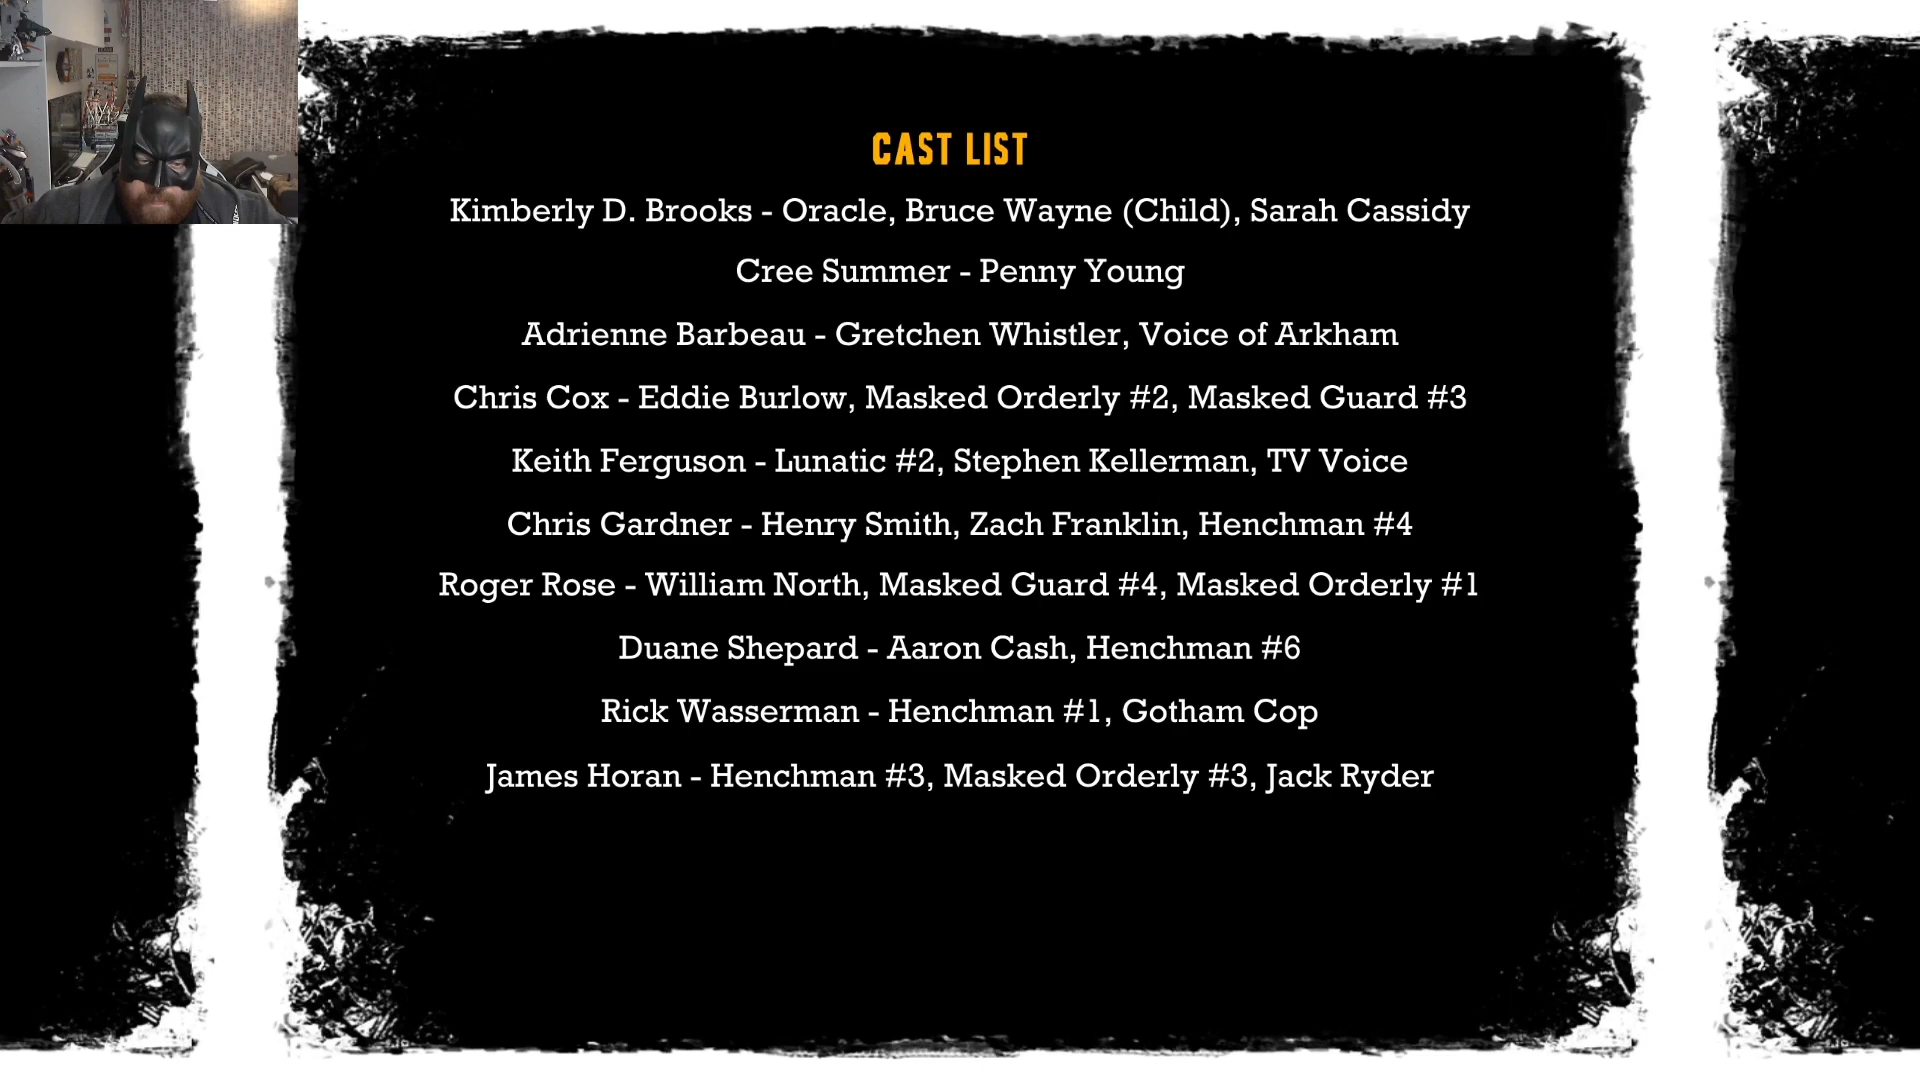 CAST LIST
Kimberly D. Brooks - Oracle, Bruce Wayne (Child), Sarah Cassidy
Cree Summer - Penny Young
Adrienne Barbeau - Gretchen Whistler, Voice of Arkham
Chris Cox - Eddie Burlow, Masked Orderly #2, Masked Guard #3
Keith Ferguson - Lunatic #2, Stephen Kellerman, TV Voice
Chris Gardner - Henry Smith, Zach Franklin, Henchman #4
Roger Rose - William North, Masked Guard #4, Masked Orderly #1
Duane Shepard - Aaron Cash, Henchman #6
Rick Wasserman - Henchman #1, Gotham Cop
James Horan - Henchman #3, Masked Orderly #3, Jack Ryder